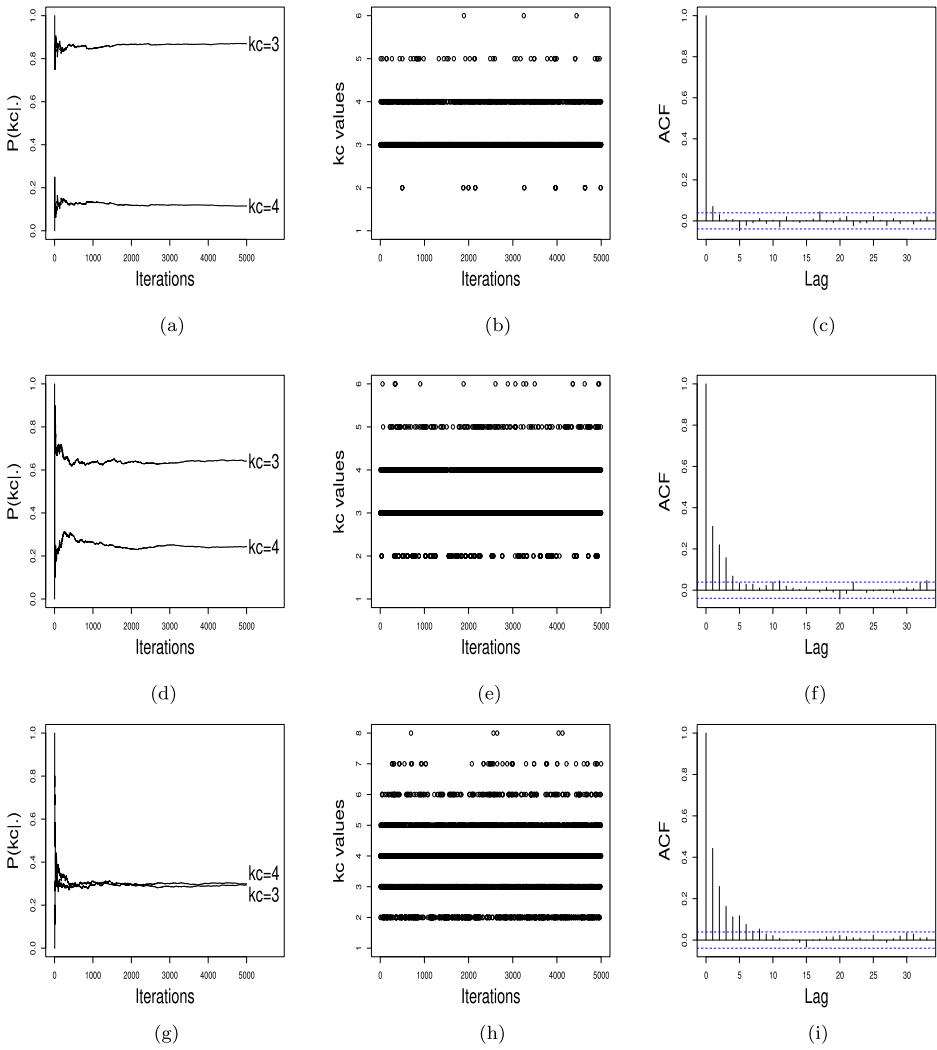 P(kc|.)
1.0
0.8
0.6
0.4
0.2
0.0
kc=3
kc=4
0 1000 2000 3000 4000 5000
Iterations
(a)
kc values
6
5
4
3
2
1
0 1000 2000 3000 4000 5000
Iterations
(b)
ACF
1.0
0.8
0.6
0.4
0.2
0.0
0 5 10 15 20 25 30
Lag
(c)
P(kc|.)
1.0
0.8
0.6
0.4
0.2
0.0
kc=3
kc=4
0 1000 2000 3000 4000 5000
Iterations
(d)
kc values
6
5
4
3
2
1
0 1000 2000 3000 4000 5000
Iterations
(e)
ACF
1.0
0.8
0.6
0.4
0.2
0.0
0 5 10 15 20 25 30
Lag
(f)
P(kc|.)
1.0
0.8
0.6
0.4
0.2
0.0
kc=4
kc=3
0 1000 2000 3000 4000 5000
Iterations
(g)
kc values
8
7
6
5
4
3
2
1
0 1000 2000 3000 4000 5000
Iterations
(h)
ACF
1.0
0.8
0.6
0.4
0.2
0.0
0 5 10 15 20 25 30
Lag
(i)